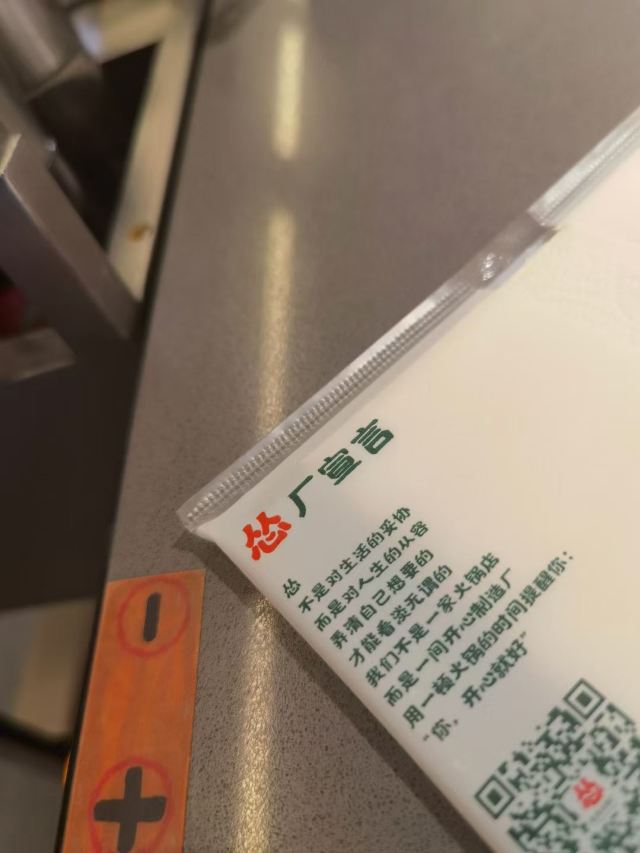 怂厂宣言
怂
不是对生活的妥协
而是对人生的从容
弄清自己想要的
才能看淡无谓的
我们不是一家火锅店
而是一间开心制造厂
用一顿火锅的时间提醒你：
“你，开心就好”
怂
-
+